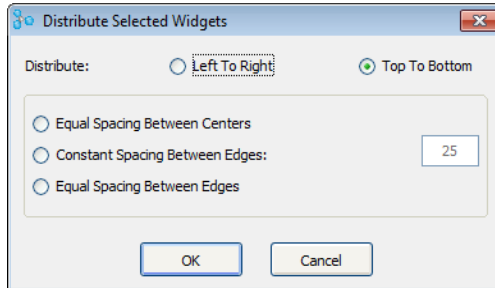 Distribute Selected Widgets
Distribute: Left To Right Top To Bottom
Equal Spacing Between Centers
Constant Spacing Between Edges: 25
Equal Spacing Between Edges
OK Cancel